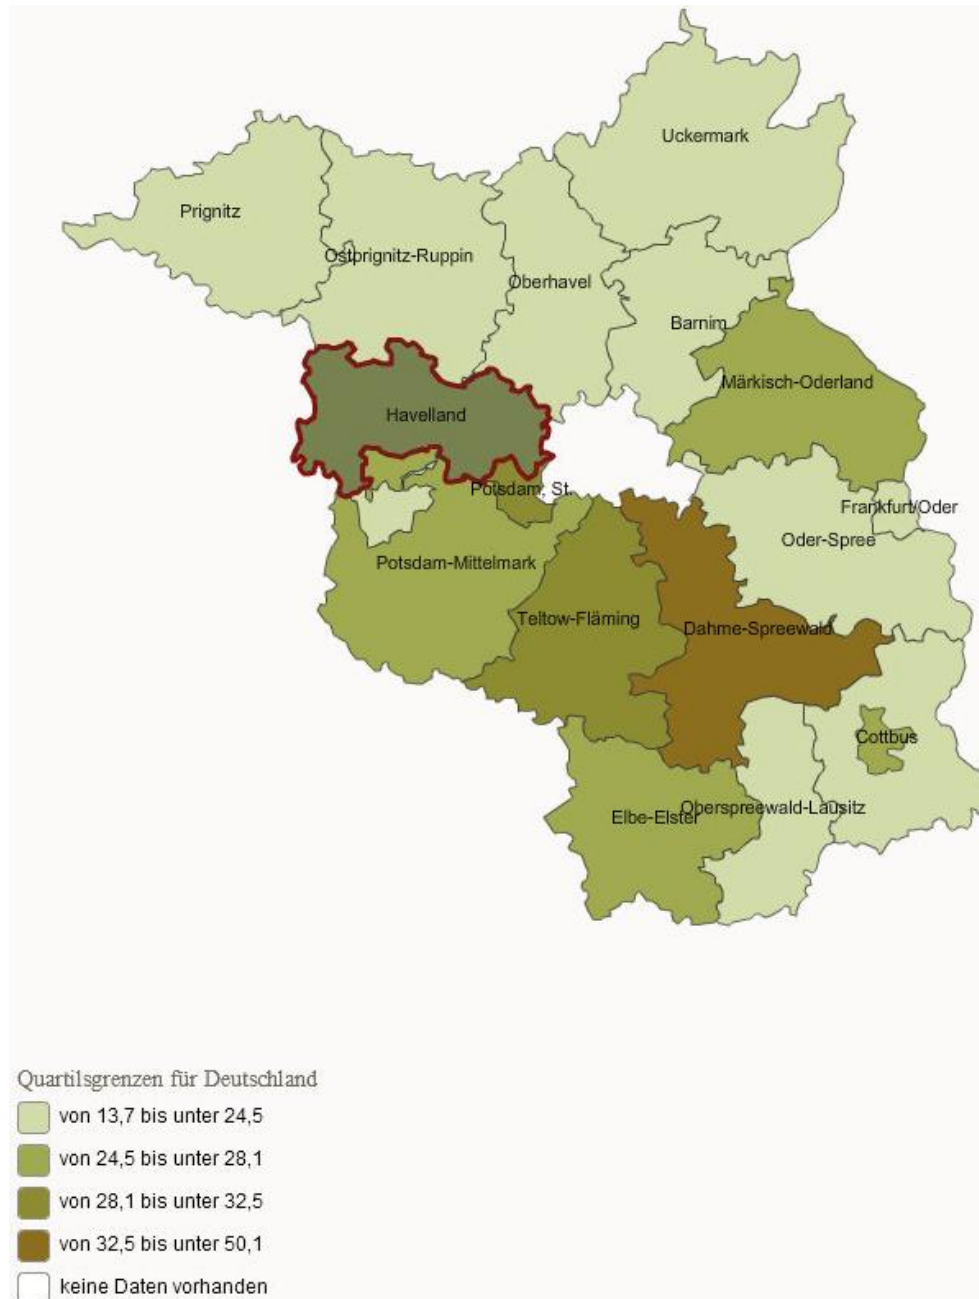 Uckermark
Prignitz
Ostprignitz-Ruppin
Oberhavel
Barnim
Märkisch-Oderland
Havelland
Potsdam, St.
Frankfurt/Oder
Oder-Spree
Potsdam-Mittelmark
Teltow-Fläming
Dahme-Spreewald
Cottbus
Oberspreewald-Lausitz
Elbe-Elster
Quartilsgrenzen für Deutschland
von 13,7 bis unter 24,5
von 24,5 bis unter 28,1
von 28,1 bis unter 32,5
von 32,5 bis unter 50,1
keine Daten vorhanden